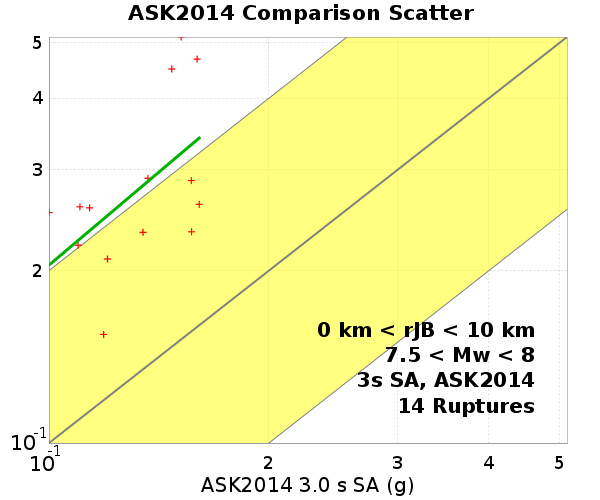 ASK2014 Comparison Scatter
5
4
3
2
10⁻¹
0 km < rJB < 10 km
7.5 < Mw < 8
3s SA, ASK2014
14 Ruptures
10⁻¹ 2 3 4 5
ASK2014 3.0 s SA (g)